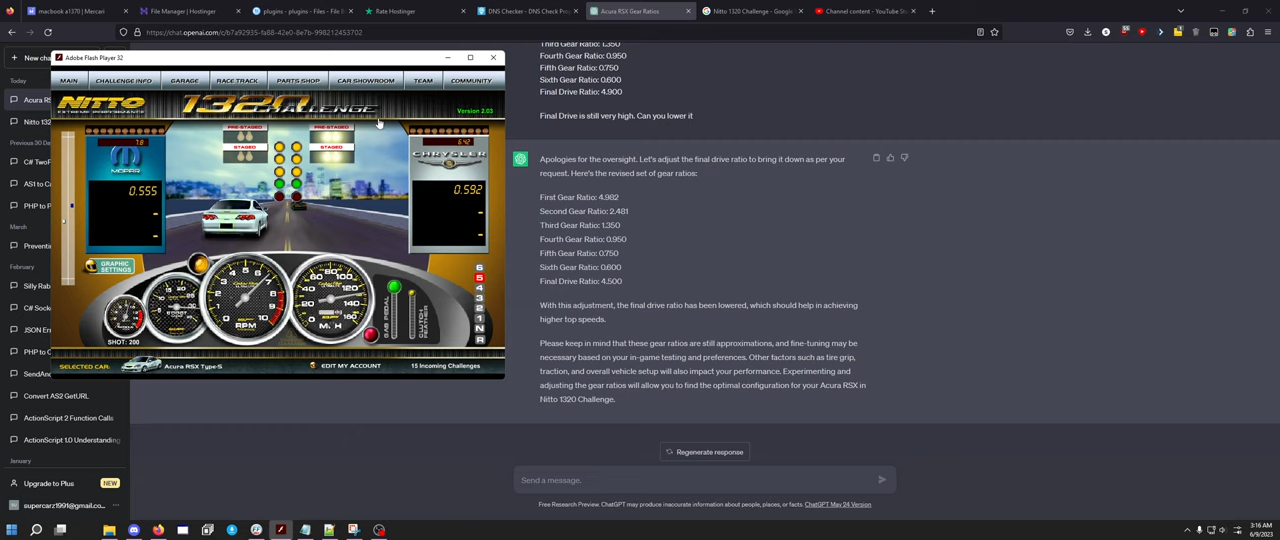 macbook a1370 | Mercari
File Manager | Hostinger
plugins - plugins - Files - File B
Rate Hostinger
DNS Checker - DNS Check Pro
Acura RSX Gear Ratios
Nitto 1320 Challenge - Google
Channel content - YouTube St
https://chat.openai.com/c/b7a92935-fa88-42e0-8e7b-998212453702
New cha
Today
Acura RS
Nitto 132
Previous 30 Da
C# TwoF
AS1 to C
PHP to P
March
Preventi
February
Silly Rab
C# Socke
JSON Err
PHP to C
SendAn
Convert AS2 GetURL
ActionScript 2 Function Calls
ActionScript 1.0 Understanding
January
Upgrade to Plus
NEW
supercarz1991@gmail.co...
Adobe Flash Player 32
MAIN
CHALLENGE INFO
GARAGE
RACE TRACK
PARTS SHOP
CAR SHOWROOM
TEAM
COMMUNITY
NITTO
EXTREME PERFORMANCE
1320 CHALLENGE
Version 2.03
PRE-STAGED
PRE-STAGED
STAGED
STAGED
7.8
MOPAR
0.555
6.42
CHRYSLER
0.592
GRAPHIC SETTINGS
RPM
MPH
SHOT: 200
GAS PEDAL
CLUTCH FEATHER
6
5
4
3
2
1
N
R
SELECTED CAR:
Acura RSX Type-S
EDIT MY ACCOUNT
15 Incoming Challenges
Third Gear Ratio: 1.350
Fourth Gear Ratio: 0.950
Fifth Gear Ratio: 0.750
Sixth Gear Ratio: 0.600
Final Drive Ratio: 4.900
Final Drive is still very high. Can you lower it
Apologies for the oversight. Let's adjust the final drive ratio to bring it down as per your
request. Here's the revised set of gear ratios:
First Gear Ratio: 4.982
Second Gear Ratio: 2.481
Third Gear Ratio: 1.350
Fourth Gear Ratio: 0.950
Fifth Gear Ratio: 0.750
Sixth Gear Ratio: 0.600
Final Drive Ratio: 4.500
With this adjustment, the final drive ratio has been lowered, which should help in achieving
higher top speeds.
Please keep in mind that these gear ratios are still approximations, and fine-tuning may be
necessary based on your in-game testing and preferences. Other factors such as tire grip,
traction, and overall vehicle setup will also impact your performance. Experimenting and
adjusting the gear ratios will allow you to find the optimal configuration for your Acura RSX in
Nitto 1320 Challenge.
Regenerate response
Send a message.
Free Research Preview. ChatGPT may produce inaccurate information about people, places, or facts. ChatGPT May 24 Version
3:16 AM
6/9/2023